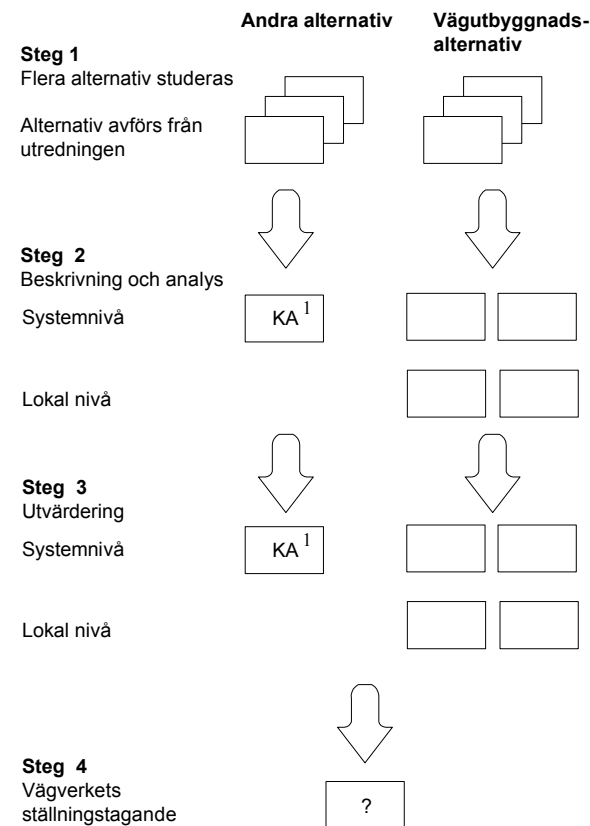 Andra alternativ
Vägutbyggnads-
alternativ
Steg 1
Flera alternativ studeras
Alternativ avförs från
utredningen
Steg 2
Beskrivning och analys
Systemnivå
KA 1
Lokal nivå
Steg 3
Utvärdering
Systemnivå
KA 1
Lokal nivå
Steg 4
Vägverkets
ställningstagande
?